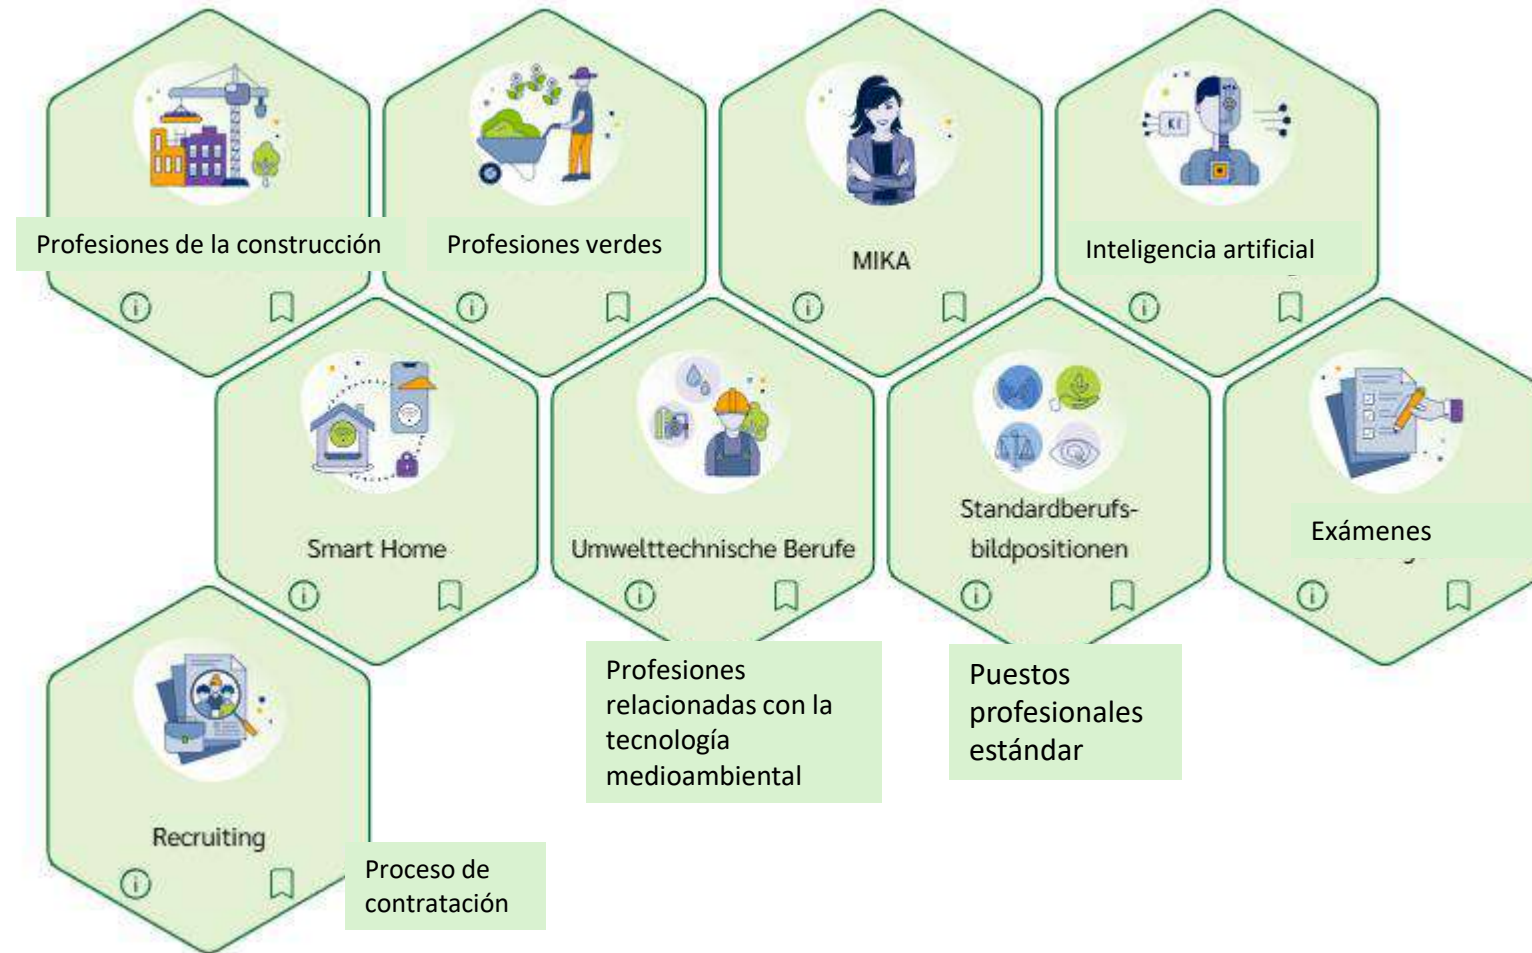 KI
Profesiones de la construcción
Profesiones verdes
MIKA
Inteligencia artificial
Smart Home
Umwelttechnische Berufe
Standardberufs-
bildpositionen
Exámenes
Profesiones
relacionadas con la
tecnología
medioambiental
Puestos
profesionales
estándar
Recruiting
Proceso de
contratación